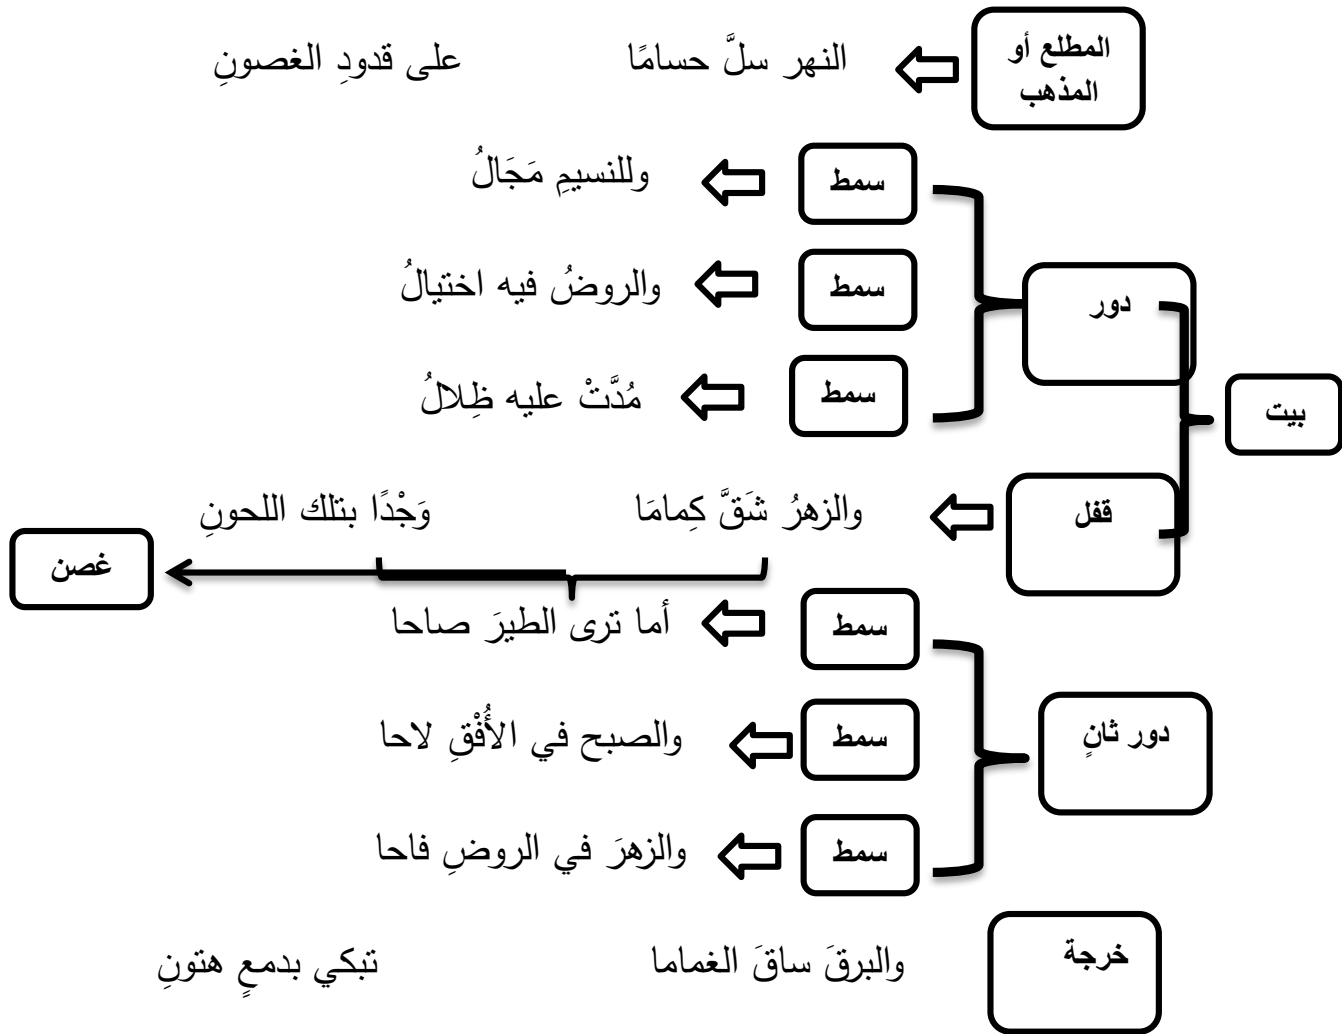 المطلع أو المذهب النهر سلَّ حسامًا على قدودِ الغصونِ
سمط وللنسيمِ مَجَالُ
دور
سمط والروضُ فيه اختيالُ
بيت
سمط مُدَّتْ عليه ظِلالُ
قفل والزهرُ شَقَّ كِمامَا وَجْدًا بتلك اللحونِ
غصن
سمط أما ترى الطيرَ صاحا
دور ثانٍ
سمط والصبح في الأُفْقِ لاحا
سمط والزهرَ في الروضِ فاحا
خرجة والبرقَ ساقَ الغماما تبكي بدمعٍ هتونِ